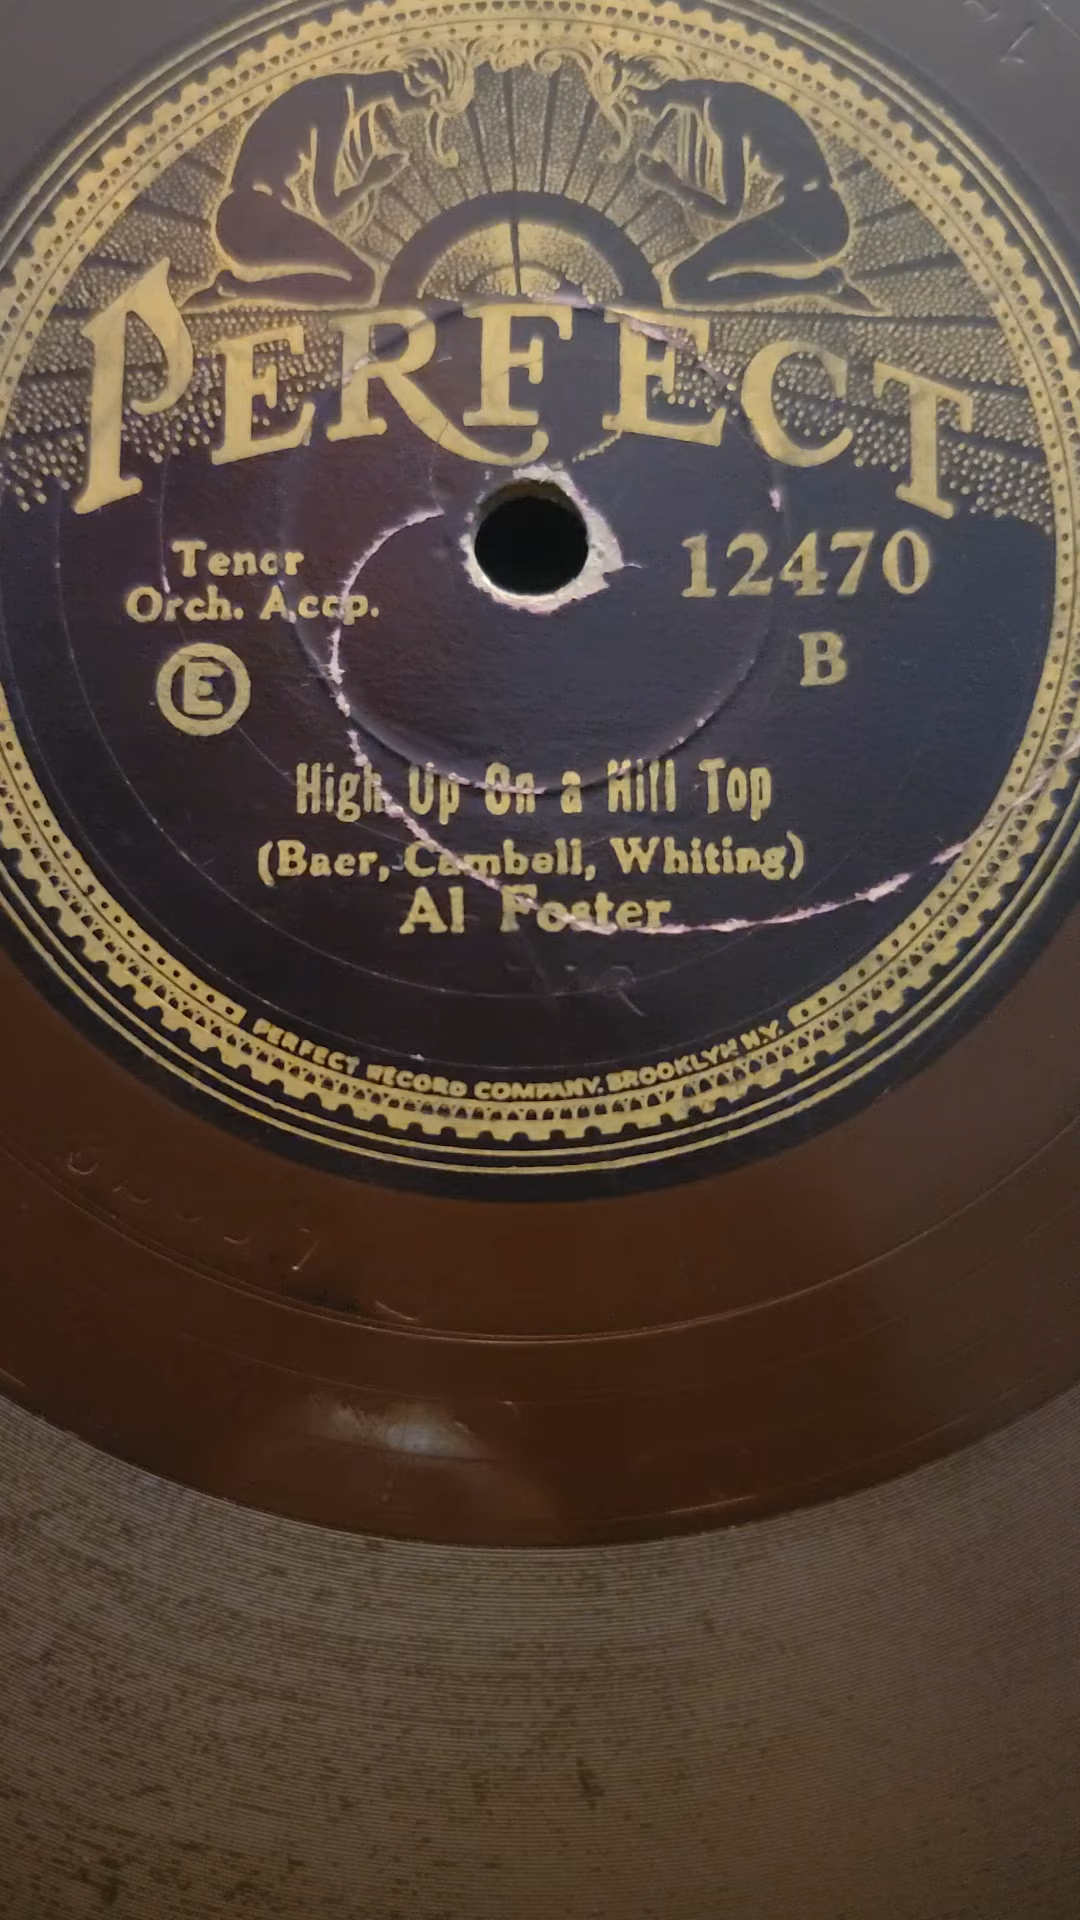 PERFECT
Tenor
Orch. Accp.
12470
E
B
High Up On a Hill Top
(Baer, Cambell, Whiting)
Al Foster
PERFECT RECORD COMPANY. BROOKLYN N.Y.